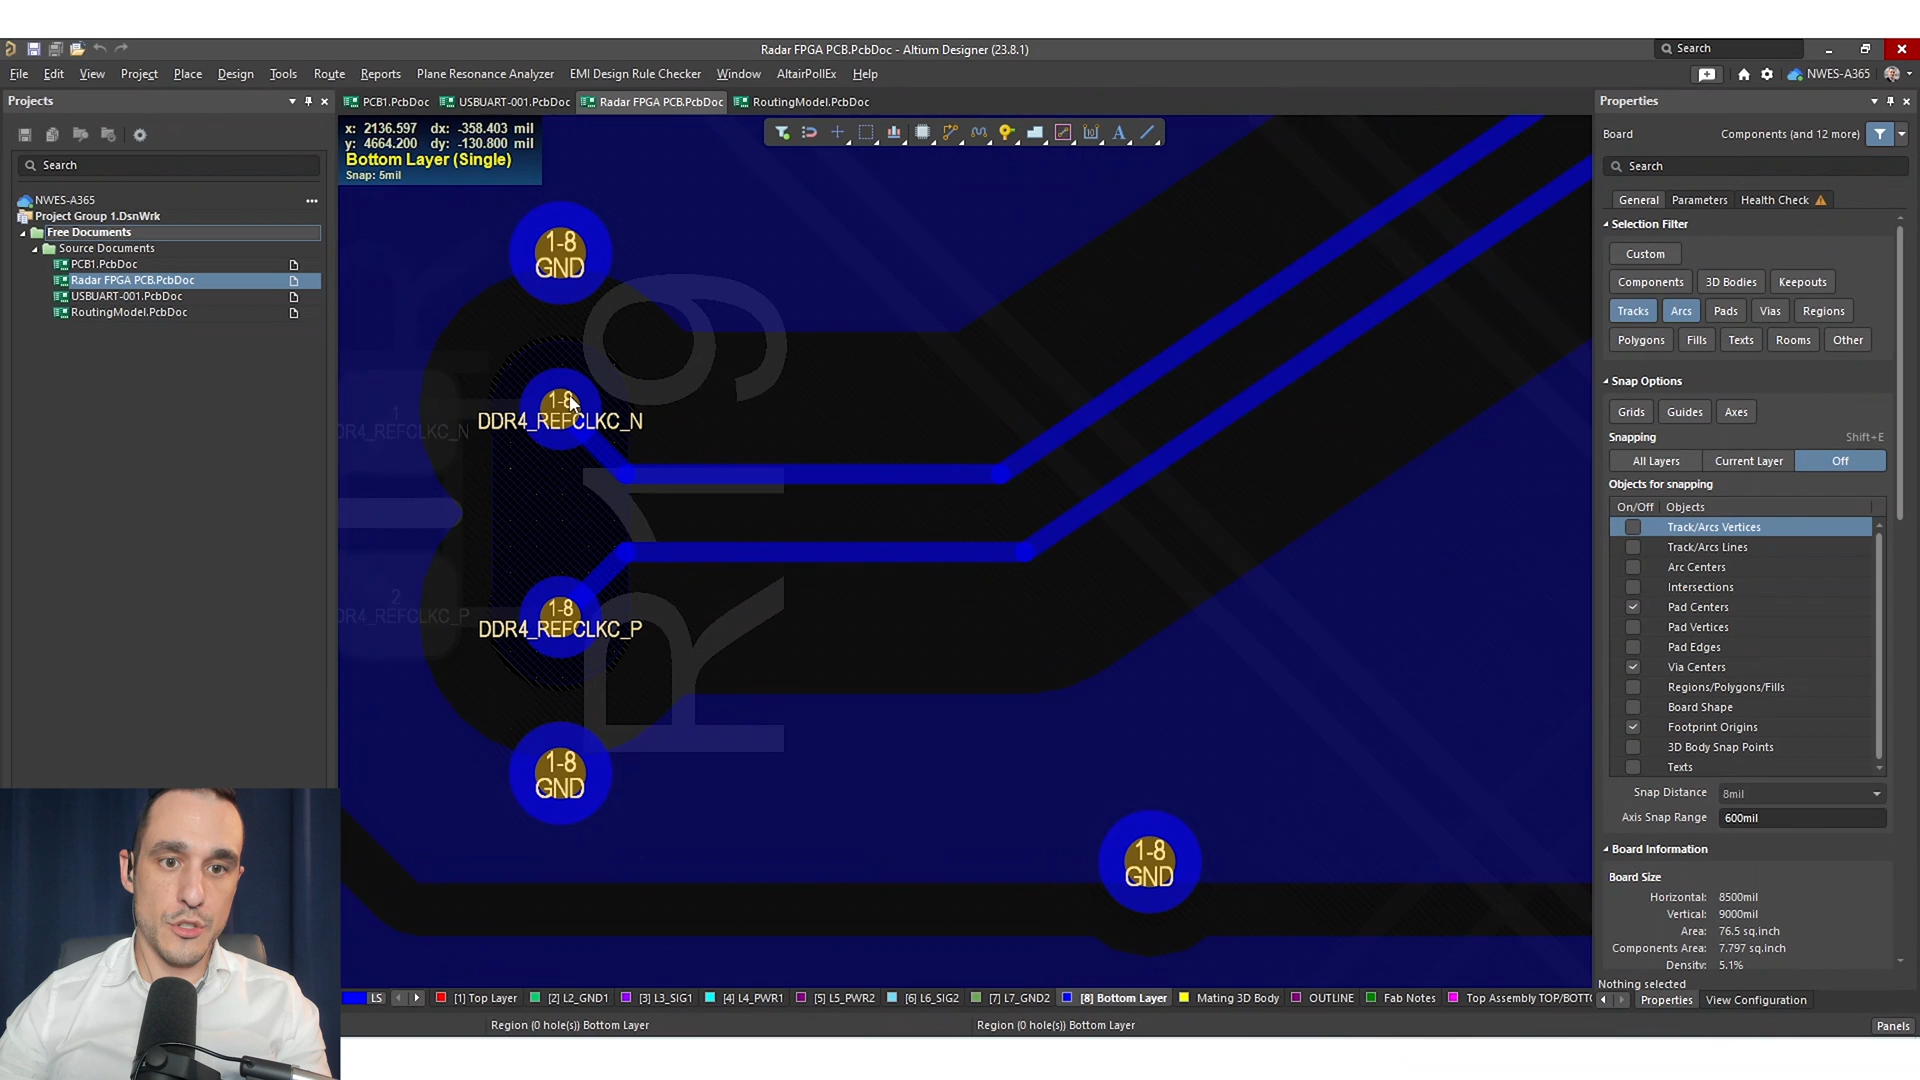 Radar FPGA PCB.PcbDoc - Altium Designer (23.8.1)
Search
File Edit View Project Place Design Tools Route Reports Plane Resonance Analyzer EMI Design Rule Checker Window AltairPollEx Help
NWES-A365
Projects
PCB1.PcbDoc USBUART-001.PcbDoc Radar FPGA PCB.PcbDoc RoutingModel.PcbDoc
Properties
x: 2136.597 dx: -358.403 mil
y: 4664.200 dy: -130.800 mil
Bottom Layer (Single)
Snap: 5mil
Board
Components (and 12 more)
Search
Search
NWES-A365
Project Group 1.DsnWrk
Free Documents
Source Documents
PCB1.PcbDoc
Radar FPGA PCB.PcbDoc
USBUART-001.PcbDoc
RoutingModel.PcbDoc
General Parameters Health Check
Selection Filter
Custom
Components 3D Bodies Keepouts
Tracks Arcs Pads Vias Regions
Polygons Fills Texts Rooms Other
Snap Options
Grids Guides Axes
Snapping Shift+E
All Layers Current Layer Off
Objects for snapping
On/Off Objects
Track/Arcs Vertices
Track/Arcs Lines
Arc Centers
Intersections
Pad Centers
Pad Vertices
Pad Edges
Via Centers
Regions/Polygons/Fills
Board Shape
Footprint Origins
3D Body Snap Points
Texts
Snap Distance 8mil
Axis Snap Range 600mil
Board Information
Board Size
Horizontal: 8500mil
Vertical: 9000mil
Area: 76.5 sq.inch
Components Area: 7.797 sq.inch
Density: 5.1%
Nothing selected
Properties View Configuration
1-8
GND
1-8
DDR4_REFCLKC_N
1
DR4_REFCLKC_N
1-8
DDR4_REFCLKC_P
2
DR4_REFCLKC_P
R19
1-8
GND
1-8
GND
LS [1] Top Layer [2] L2_GND1 [3] L3_SIG1 [4] L4_PWR1 [5] L5_PWR2 [6] L6_SIG2 [7] L7_GND2 [8] Bottom Layer Mating 3D Body OUTLINE Fab Notes Top Assembly TOP/BOTTO
Region (0 hole(s)) Bottom Layer
Region (0 hole(s)) Bottom Layer
Panels